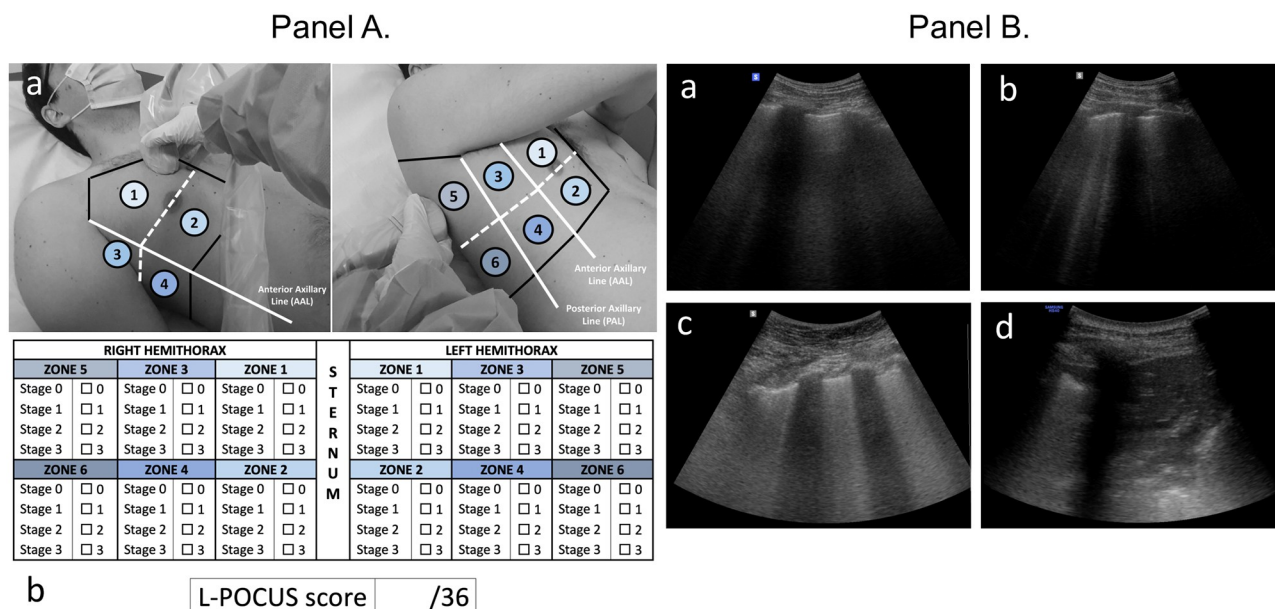 Panel A.
Panel B.
a
1
2
3
4
Anterior Axillary
Line (AAL)
1
2
3
4
5
6
Anterior Axillary
Line (AAL)
Posterior Axillary
Line (PAL)
RIGHT HEMITHORAX
ZONE 5 ZONE 3 ZONE 1
Stage 0 0 Stage 0 0 Stage 0 0
Stage 1 1 Stage 1 1 Stage 1 1
Stage 2 2 Stage 2 2 Stage 2 2
Stage 3 3 Stage 3 3 Stage 3 3
ZONE 6 ZONE 4 ZONE 2
Stage 0 0 Stage 0 0 Stage 0 0
Stage 1 1 Stage 1 1 Stage 1 1
Stage 2 2 Stage 2 2 Stage 2 2
Stage 3 3 Stage 3 3 Stage 3 3
STERNUM
LEFT HEMITHORAX
ZONE 1 ZONE 3 ZONE 5
Stage 0 0 Stage 0 0 Stage 0 0
Stage 1 1 Stage 1 1 Stage 1 1
Stage 2 2 Stage 2 2 Stage 2 2
Stage 3 3 Stage 3 3 Stage 3 3
ZONE 2 ZONE 4 ZONE 6
Stage 0 0 Stage 0 0 Stage 0 0
Stage 1 1 Stage 1 1 Stage 1 1
Stage 2 2 Stage 2 2 Stage 2 2
Stage 3 3 Stage 3 3 Stage 3 3
b
L-POCUS score /36
a
S
b
S
c
S
d